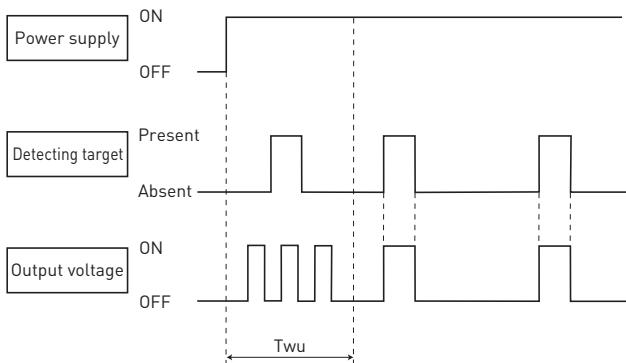 ON
Power supply
OFF
Present
Detecting target
Absent
ON
Output voltage
OFF
Twu